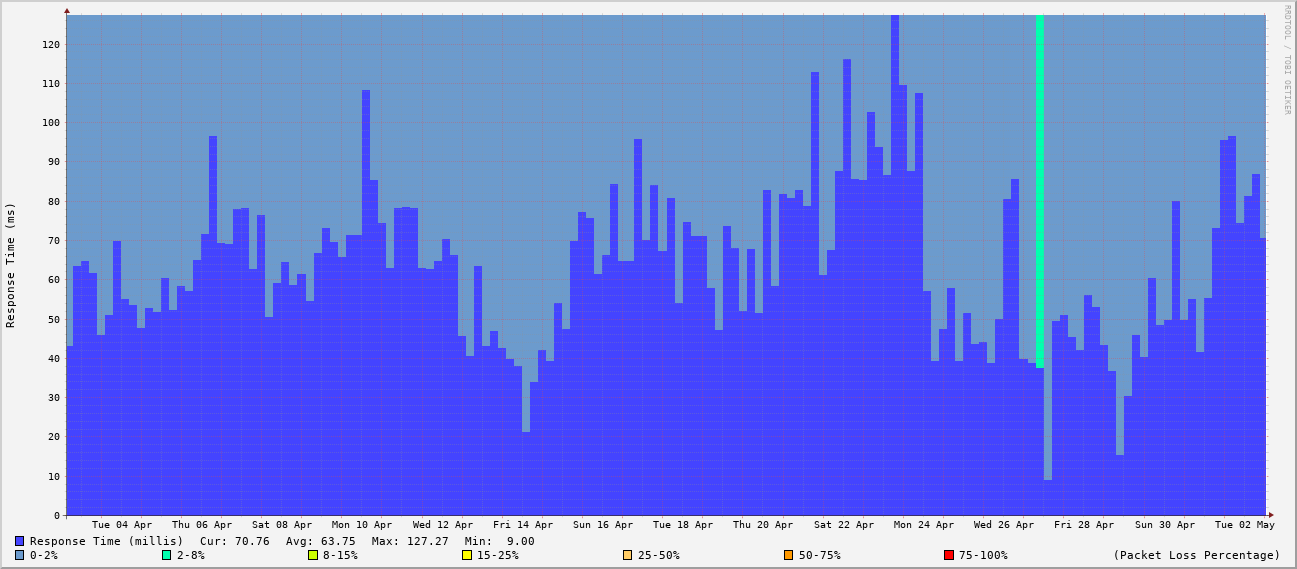 RRDTOOL / TOBI OETIKER
Response Time (ms)
120
110
100
90
80
70
60
50
40
30
20
10
0
Tue 04 Apr Thu 06 Apr Sat 08 Apr Mon 10 Apr Wed 12 Apr Fri 14 Apr Sun 16 Apr Tue 18 Apr Thu 20 Apr Sat 22 Apr Mon 24 Apr Wed 26 Apr Fri 28 Apr Sun 30 Apr Tue 02 May
Response Time (millis) Cur: 70.76 Avg: 63.75 Max: 127.27 Min: 9.00
0-2% 2-8% 8-15% 15-25% 25-50% 50-75% 75-100% (Packet Loss Percentage)